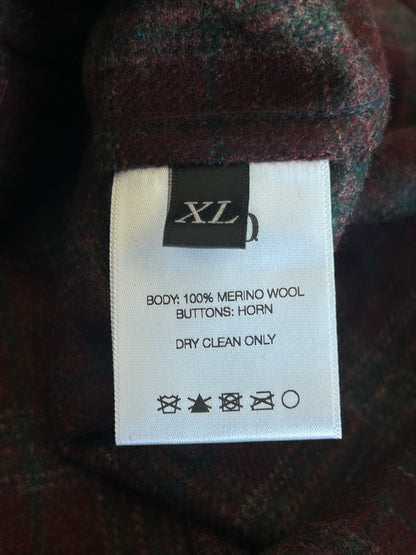 XL
BODY: 100% MERINO WOOL
BUTTONS: HORN
DRY CLEAN ONLY